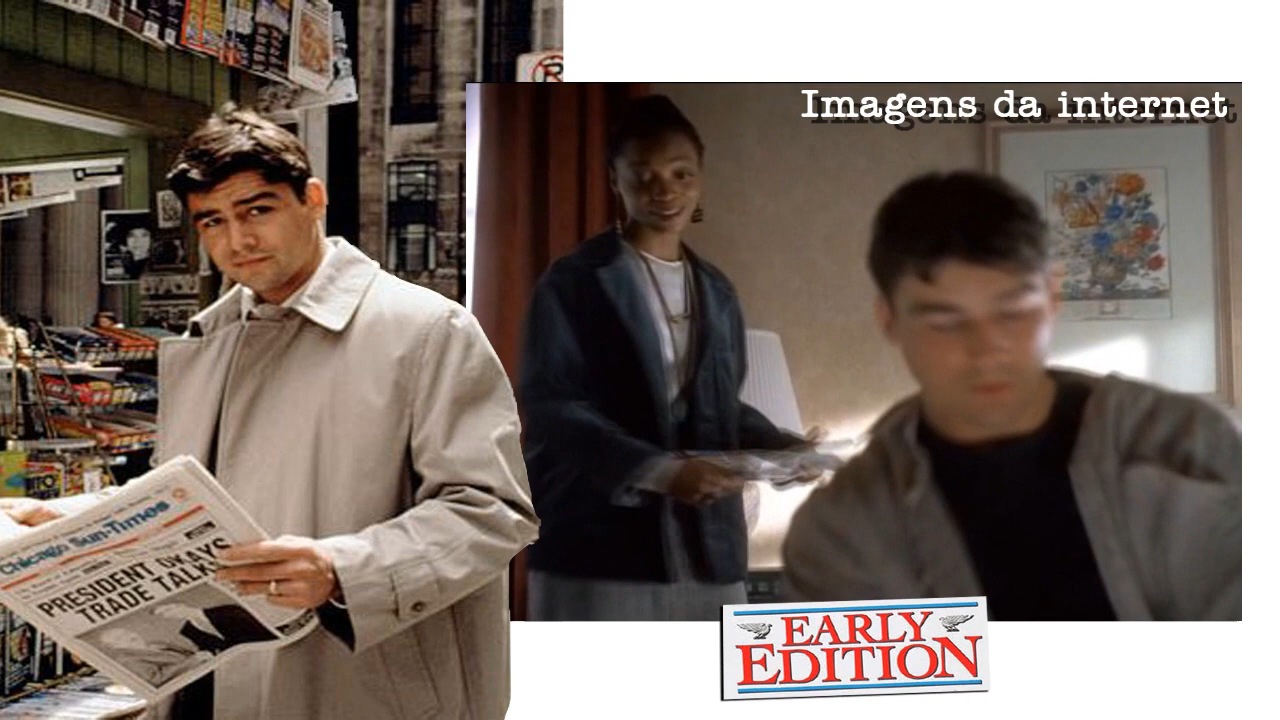 Imagens da internet
Chicago Sun-Times
PRESIDENT OKAYS
TRADE TALKS
EARLY
EDITION